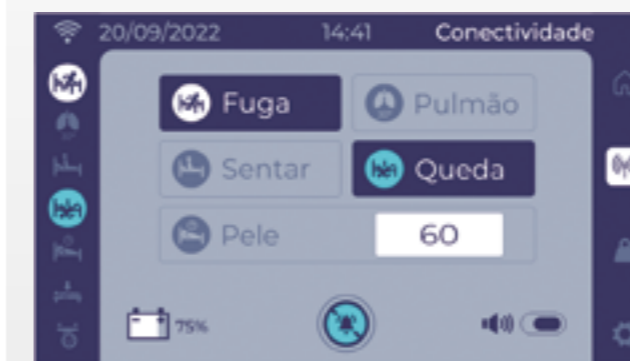 20/09/2022 14:41 Conectividade
Fuga Pulmão
Sentar Queda
Pele 60
75%